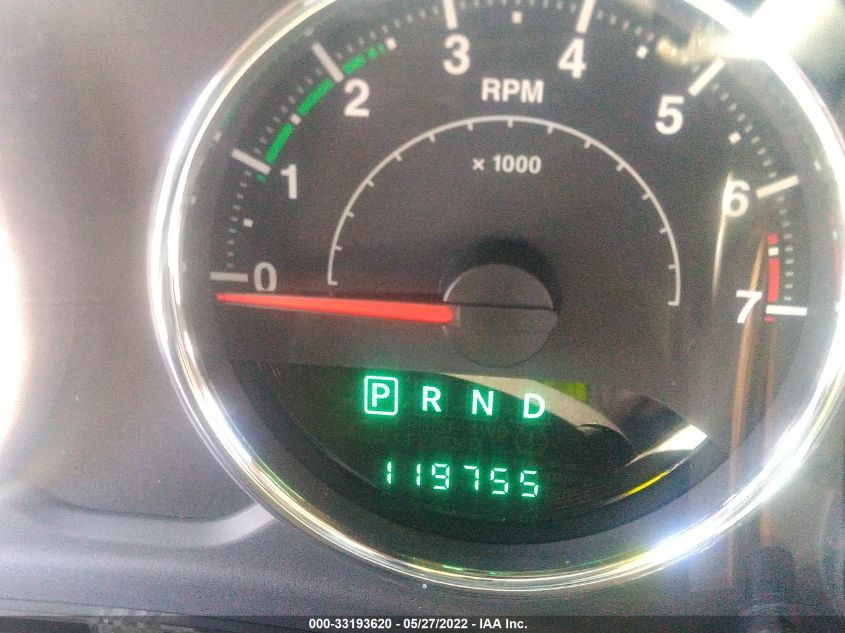 0 1 2 3 4 5 6 7
RPM
x 1000
P R N D
119755
000-33193620 - 05/27/2022 - IAA Inc.